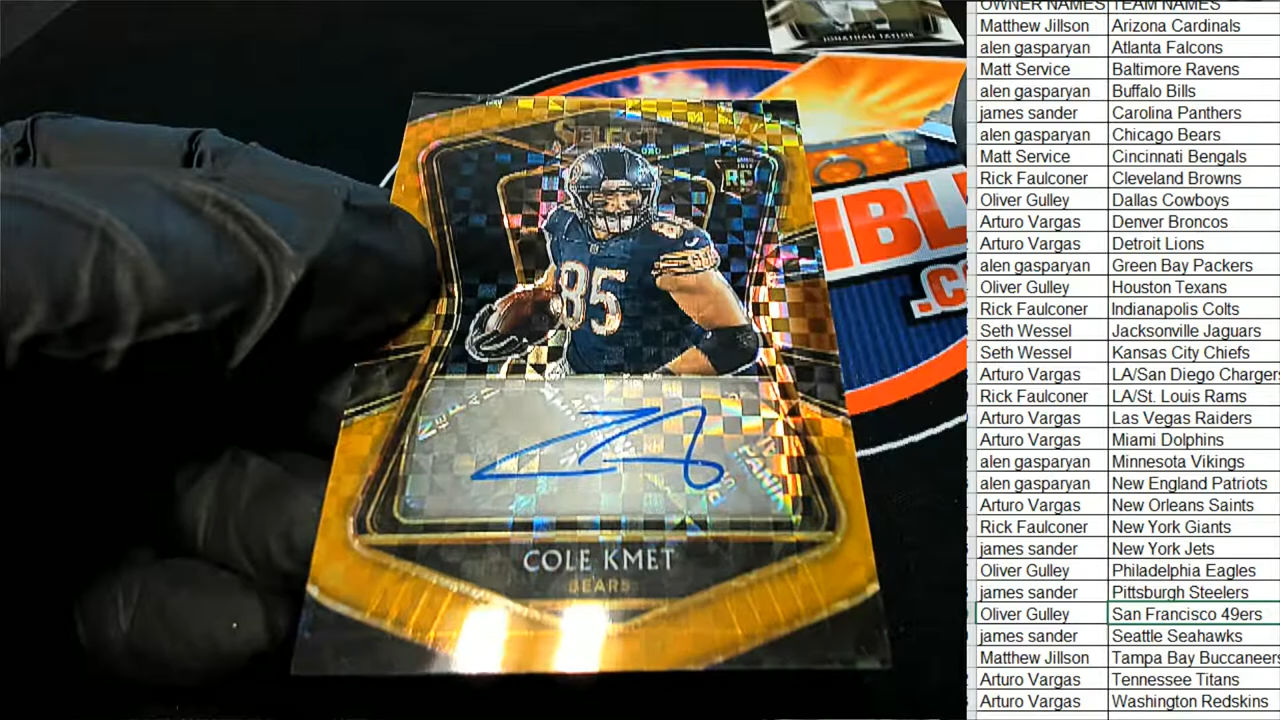 JONATHAN TAYLOR
SELECT
RC
85
COLE KMET
BEARS
IBL
.C
OWNER NAMES TEAM NAMES
Matthew Jillson Arizona Cardinals
alen gasparyan Atlanta Falcons
Matt Service Baltimore Ravens
alen gasparyan Buffalo Bills
james sander Carolina Panthers
alen gasparyan Chicago Bears
Matt Service Cincinnati Bengals
Rick Faulconer Cleveland Browns
Oliver Gulley Dallas Cowboys
Arturo Vargas Denver Broncos
Arturo Vargas Detroit Lions
alen gasparyan Green Bay Packers
Oliver Gulley Houston Texans
Rick Faulconer Indianapolis Colts
Seth Wessel Jacksonville Jaguars
Seth Wessel Kansas City Chiefs
Arturo Vargas LA/San Diego Chargers
Rick Faulconer LA/St. Louis Rams
Arturo Vargas Las Vegas Raiders
Arturo Vargas Miami Dolphins
alen gasparyan Minnesota Vikings
alen gasparyan New England Patriots
Arturo Vargas New Orleans Saints
Rick Faulconer New York Giants
james sander New York Jets
Oliver Gulley Philadelphia Eagles
james sander Pittsburgh Steelers
Oliver Gulley San Francisco 49ers
james sander Seattle Seahawks
Matthew Jillson Tampa Bay Buccaneers
Arturo Vargas Tennessee Titans
Arturo Vargas Washington Redskins